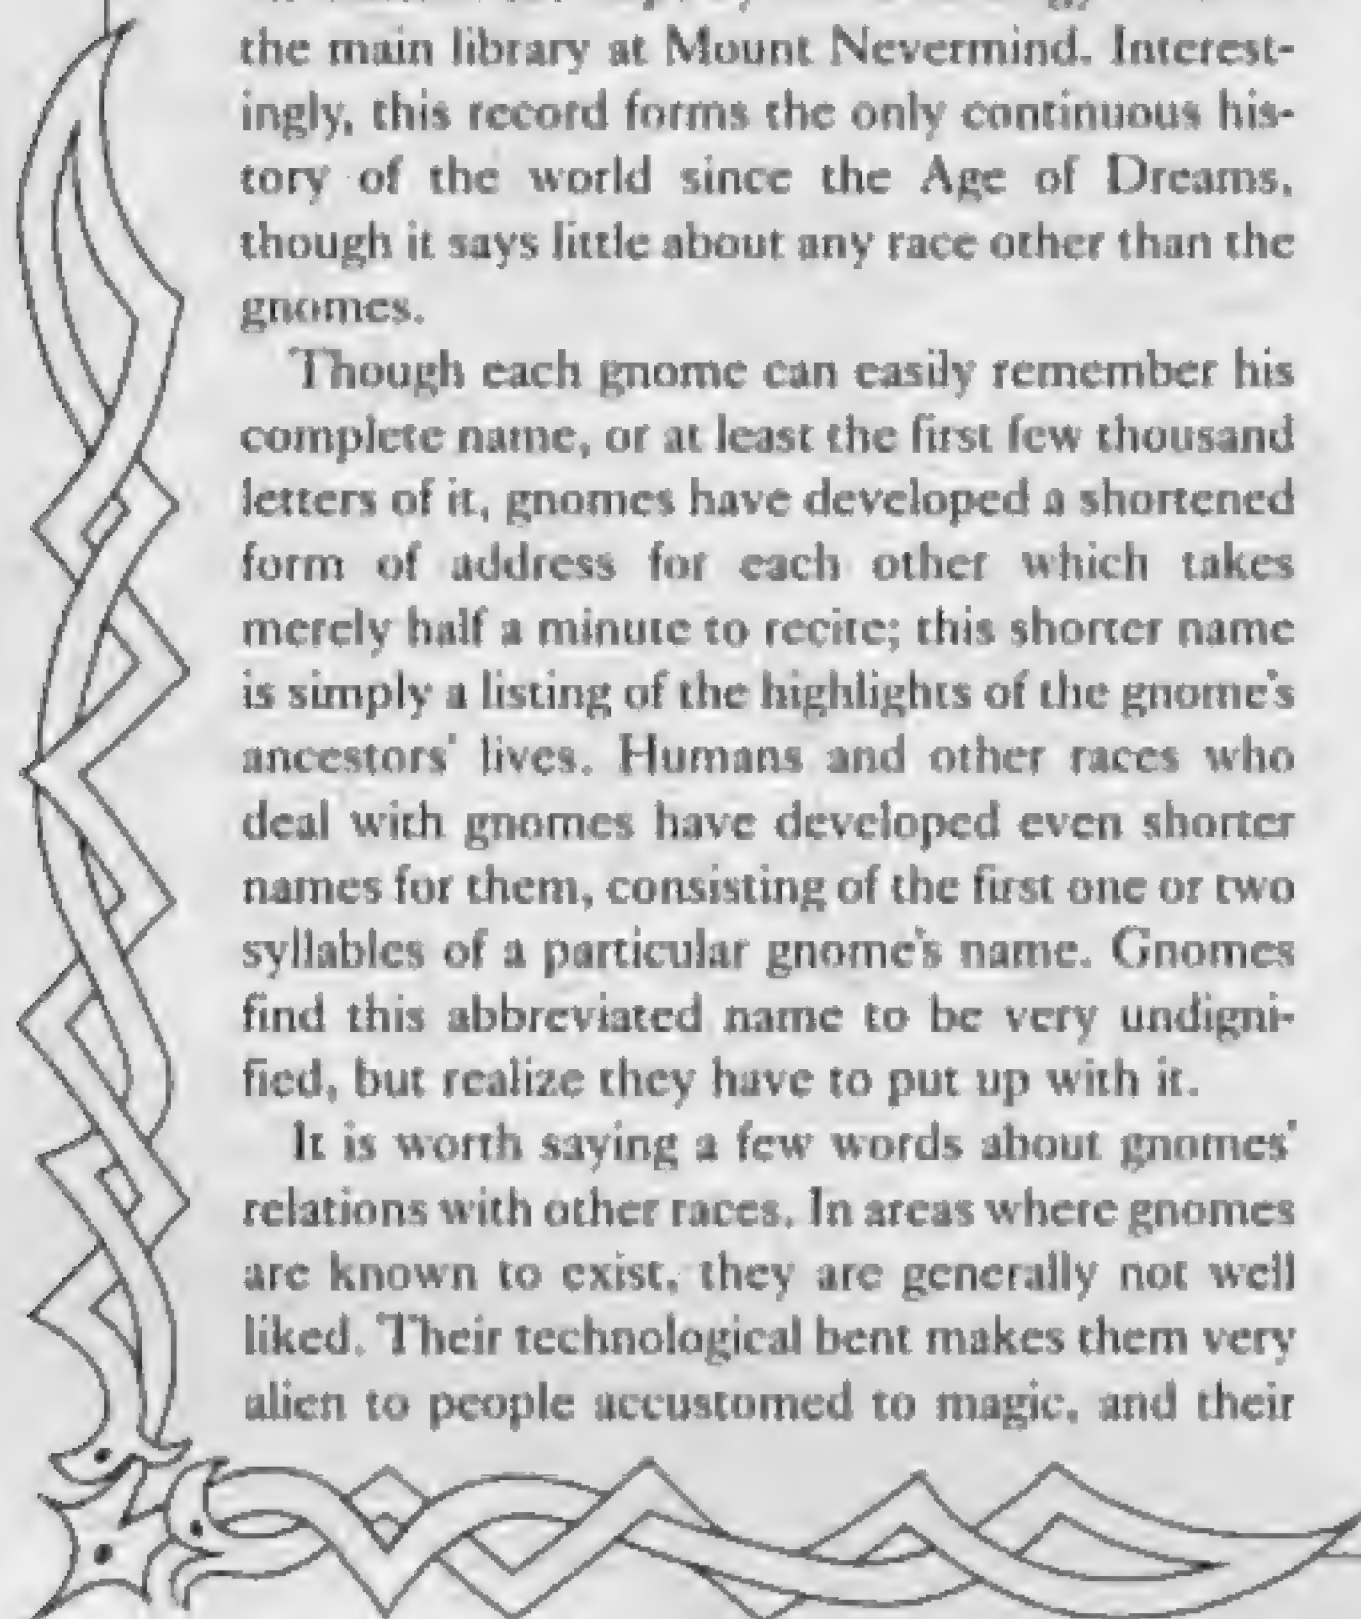 the main library at Mount Nevermind. Interest-
ingly, this record forms the only continuous his-
tory of the world since the Age of Dreams,
though it says little about any race other than the
gnomes.
Though each gnome can easily remember his
complete name, or at least the first few thousand
letters of it, gnomes have developed a shortened
form of address for each other which takes
merely half a minute to recite; this shorter name
is simply a listing of the highlights of the gnome's
ancestors' lives. Humans and other races who
deal with gnomes have developed even shorter
names for them, consisting of the first one or two
syllables of a particular gnome's name. Gnomes
find this abbreviated name to be very undigni-
fied, but realize they have to put up with it.
It is worth saying a few words about gnomes'
relations with other races. In areas where gnomes
are known to exist, they are generally not well
liked. Their technological bent makes them very
alien to people accustomed to magic, and their